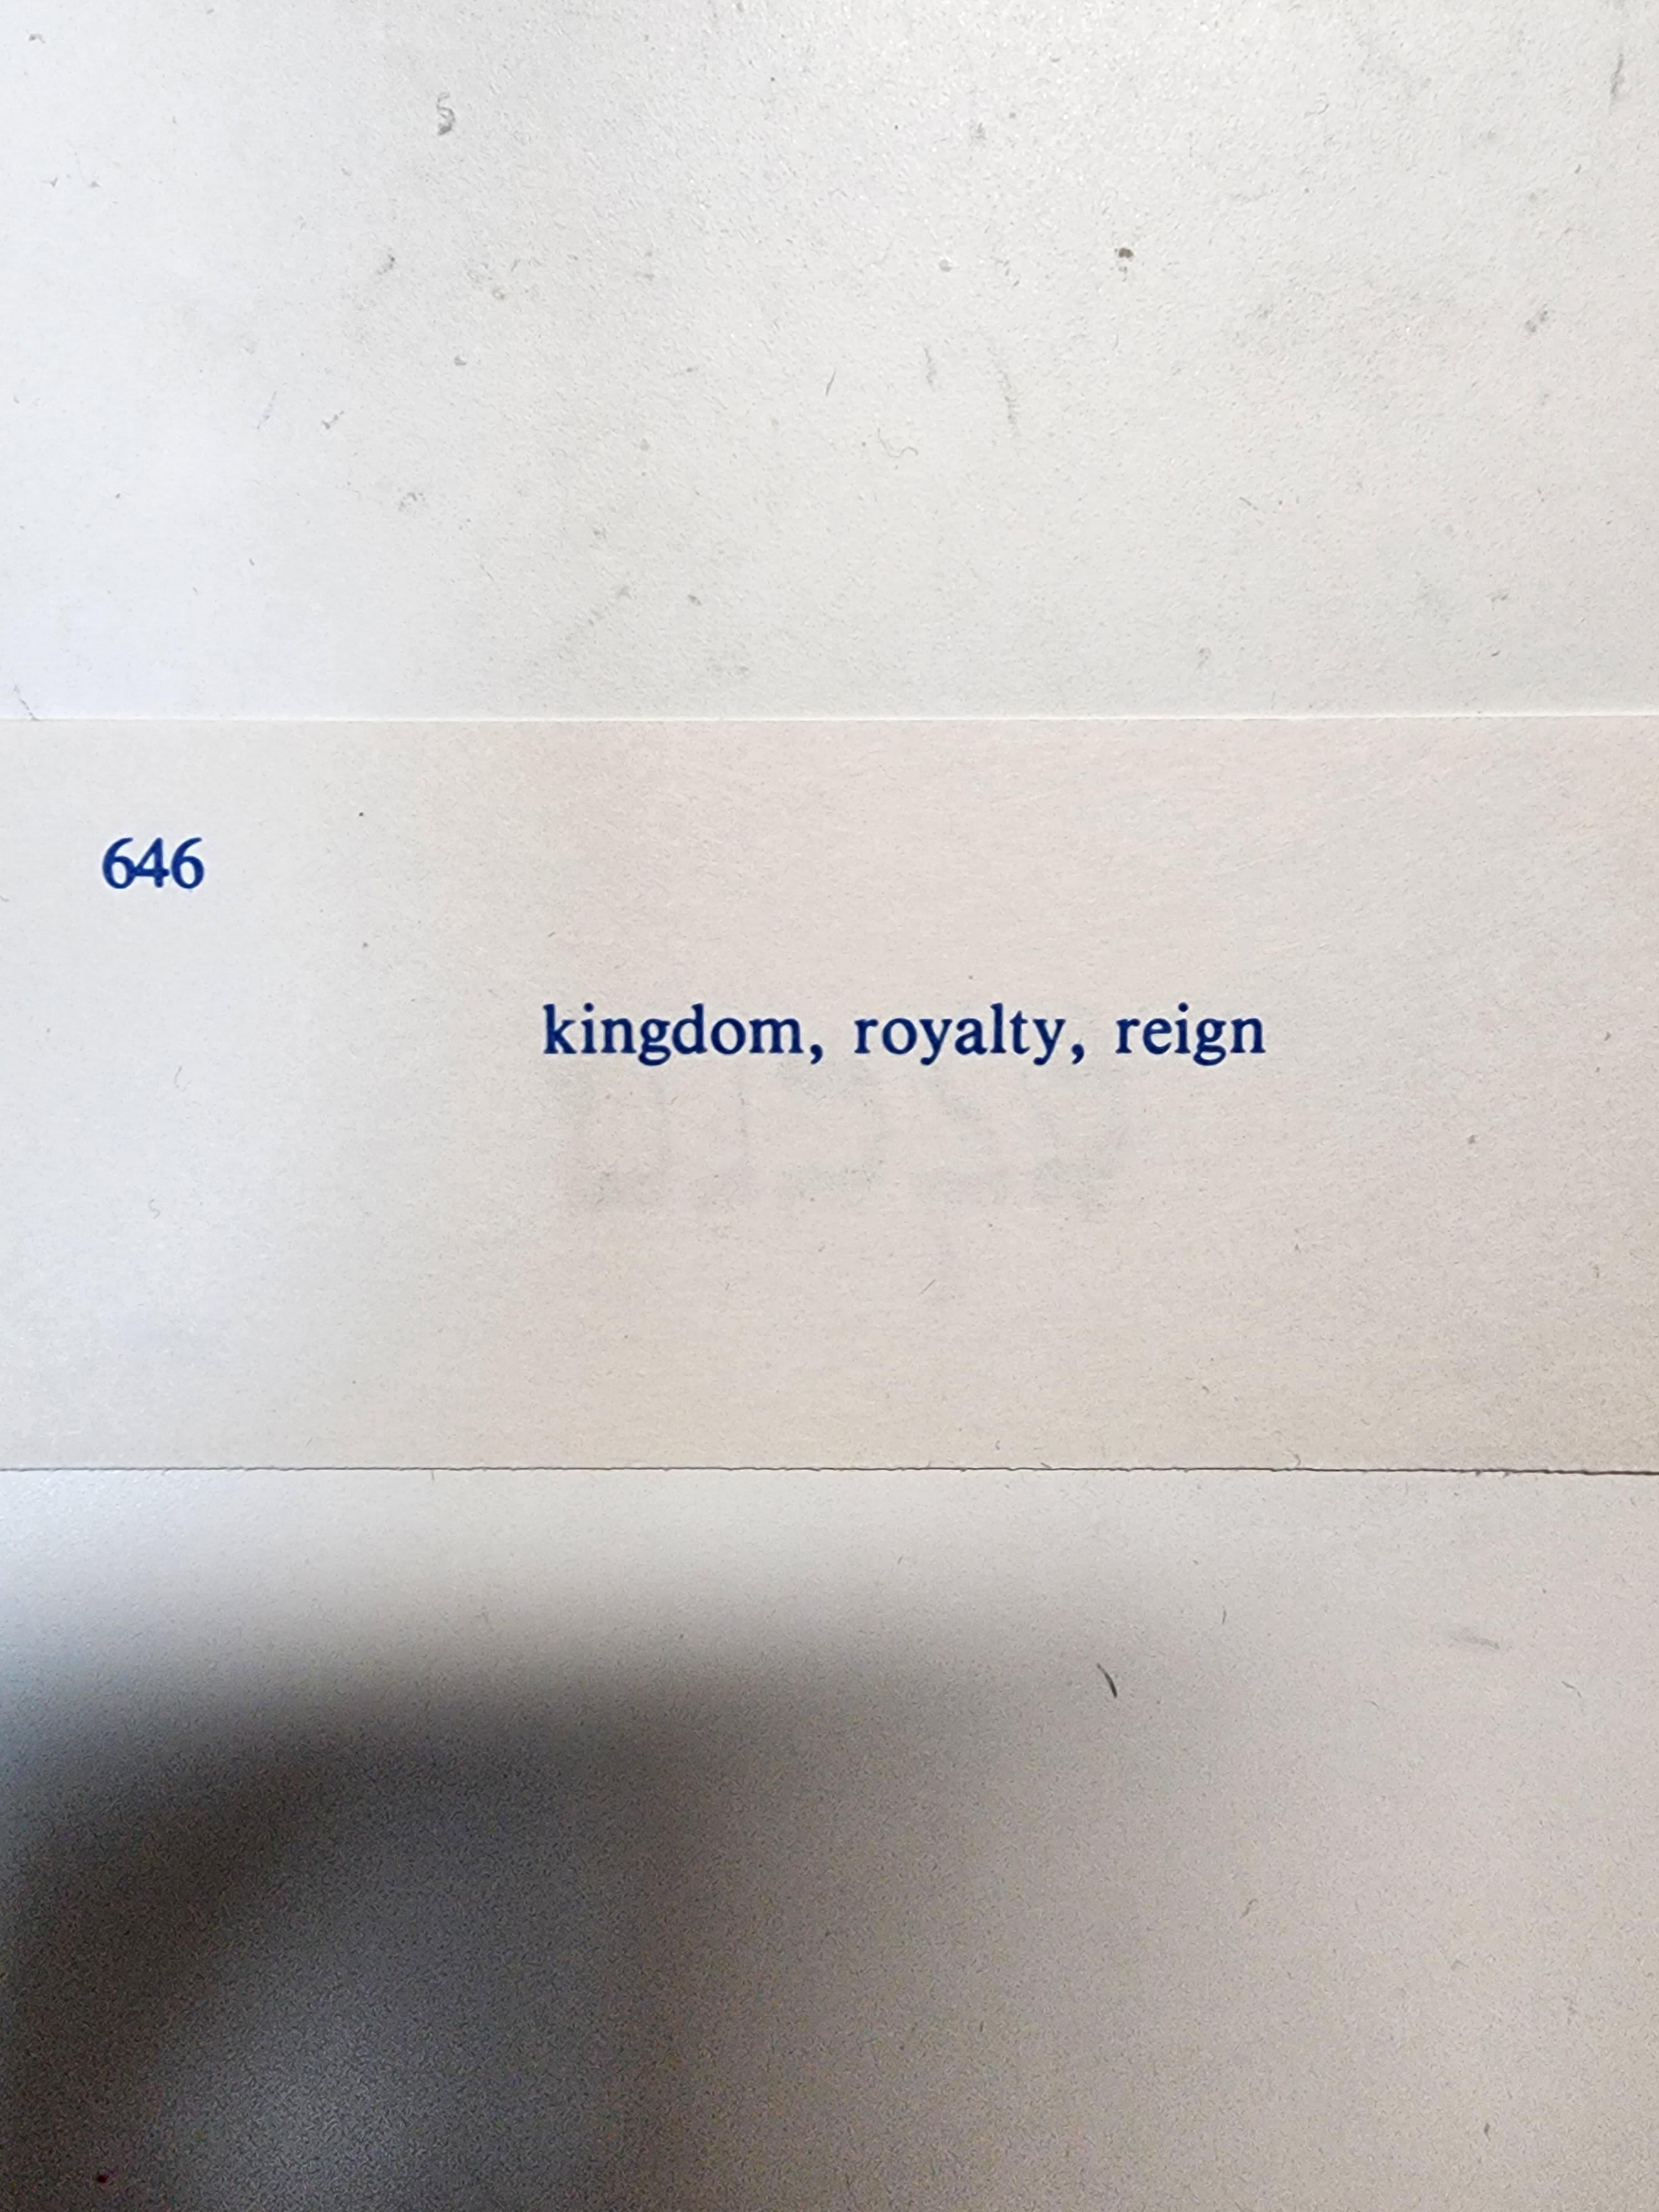 646
kingdom, royalty, reign